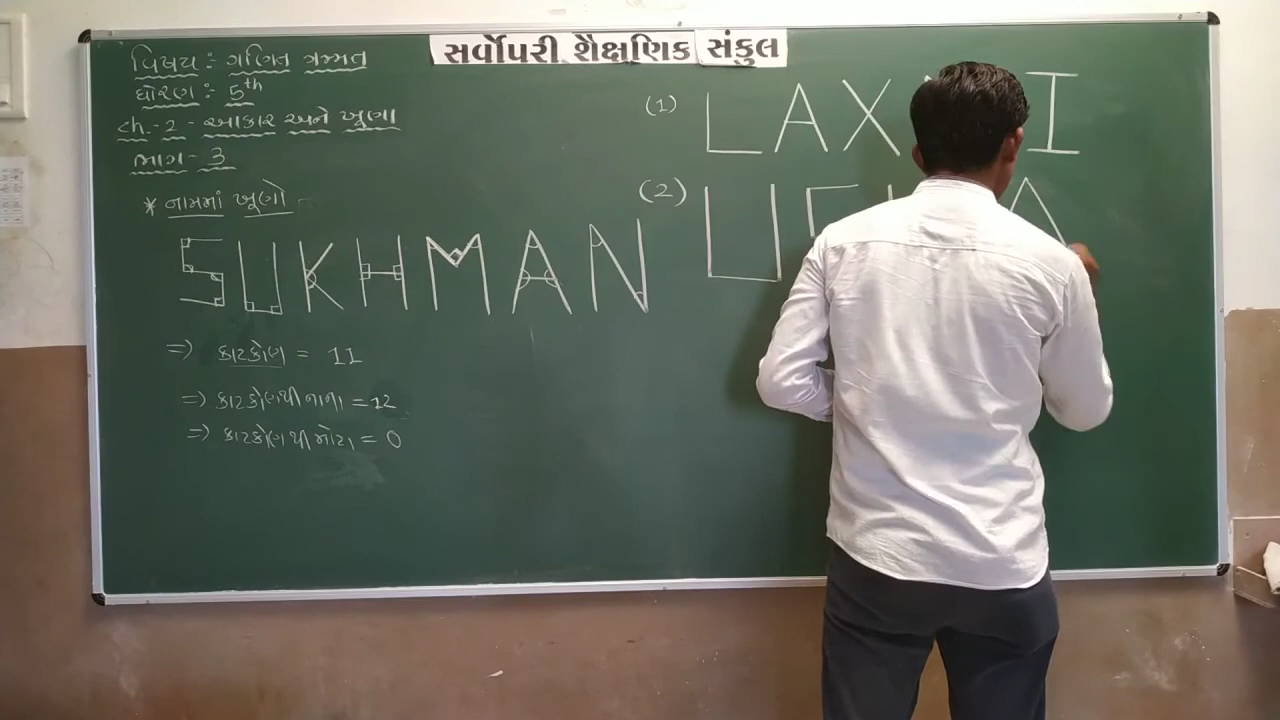 સર્વોપરી શૈક્ષણિક સંકુલ
વિષય :- ગણિત ગમ્મત
ધોરણ :- 5th
ch.-2 - આકાર અને ખૂણા
ભાગ - 3
* નામમાં ખૂણો -
SUKHMAN
⇒ કાટકોણ = 11
⇒ કાટકોણથી નાના = 12
⇒ કાટકોણથી મોટા = 0
(1) LAX I
(2) U